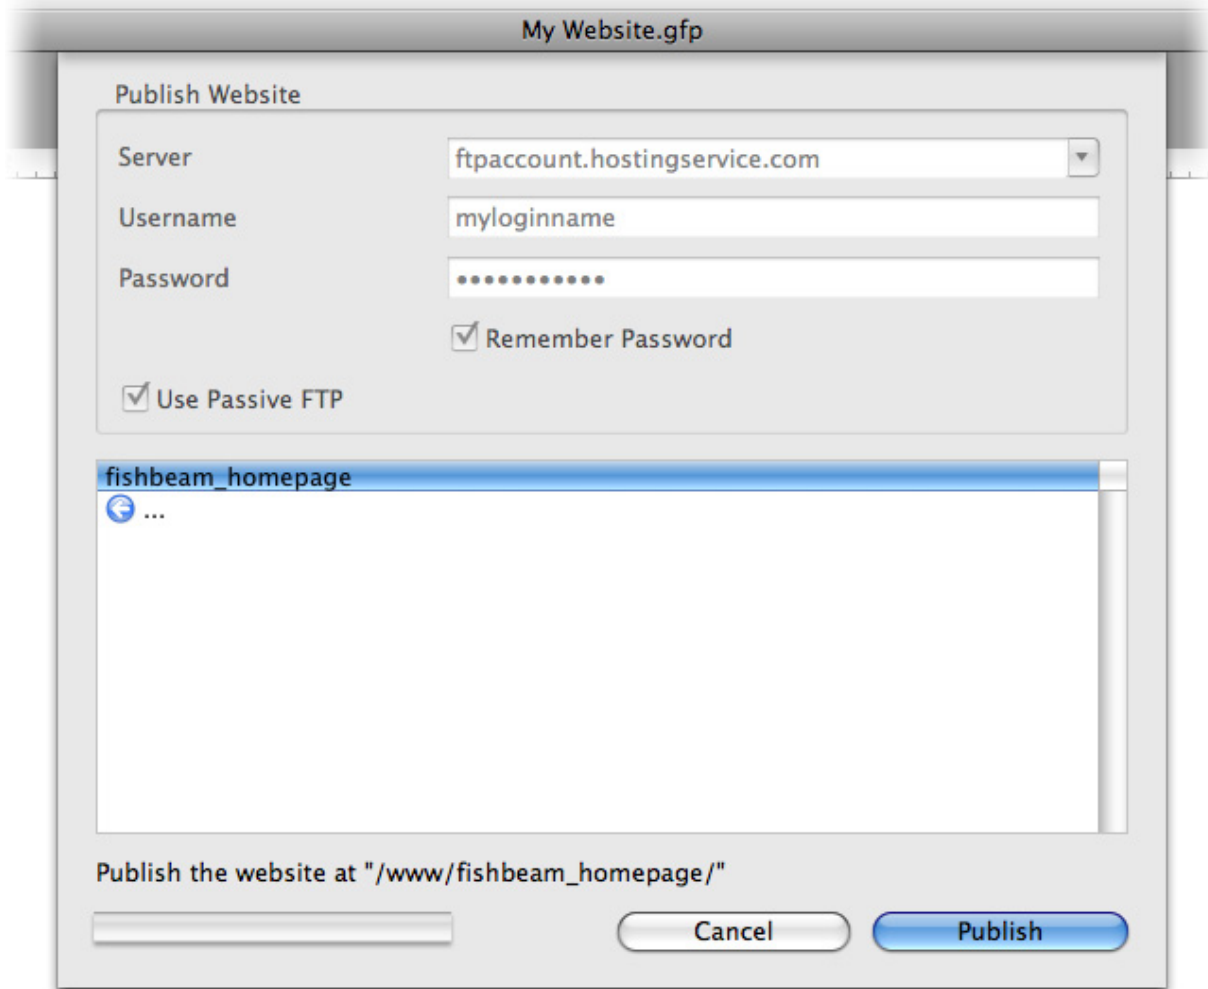 My Website.gfp
Publish Website
Server ftpaccount.hostingservice.com
Username myloginname
Password •••••••••••
Remember Password
Use Passive FTP
fishbeam_homepage
...
Publish the website at "/www/fishbeam_homepage/"
Cancel Publish